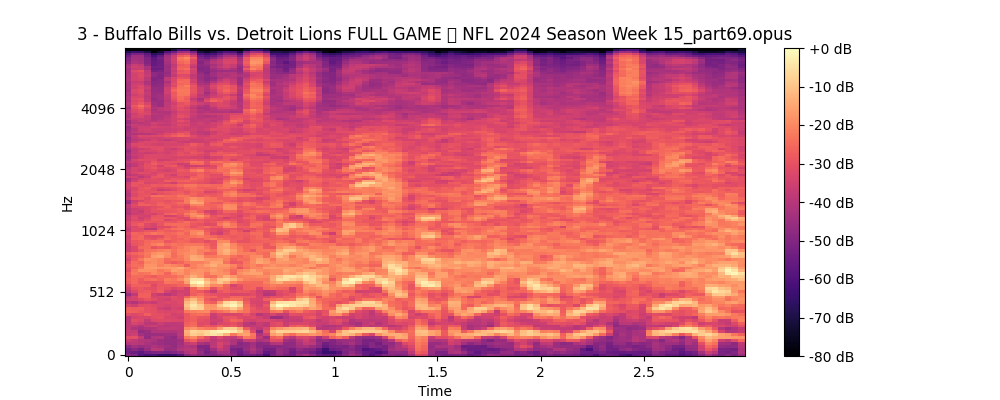 3 - Buffalo Bills vs. Detroit Lions FULL GAME ▯ NFL 2024 Season Week 15_part69.opus
+0 dB
4096
-10 dB
-20 dB
2048
-30 dB
Hz
1024
-40 dB
-50 dB
512
-60 dB
-70 dB
0
-80 dB
0 0.5 1 1.5 2 2.5
Time